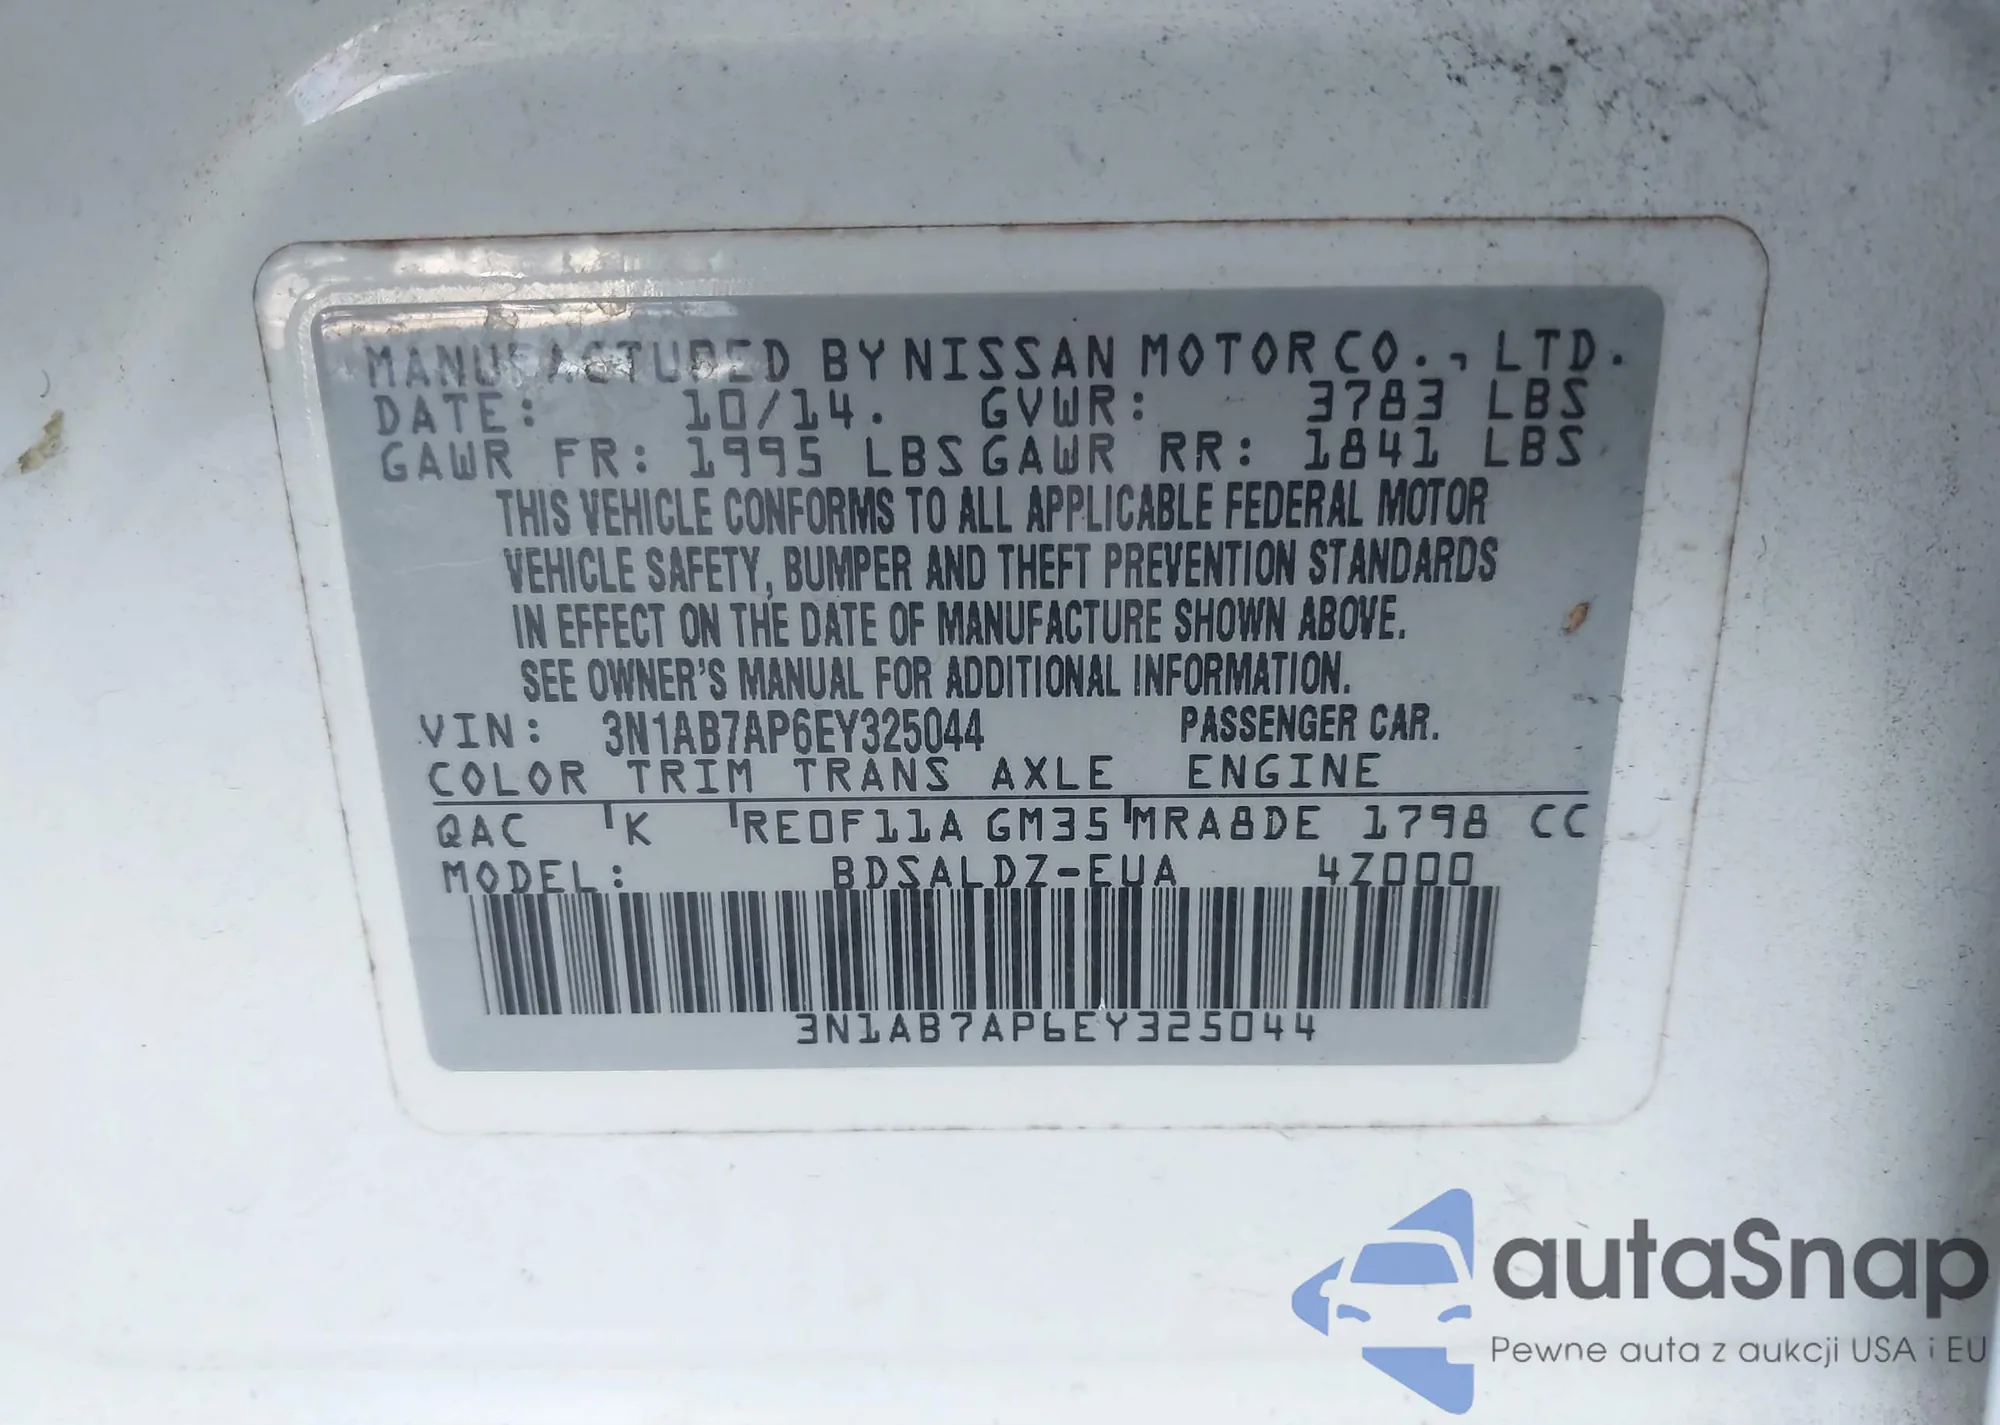 MANUFACTURED BY NISSAN MOTOR CO., LTD.
DATE: 10/14. GVWR: 3783 LBS
GAWR FR: 1995 LBS GAWR RR: 1841 LBS
THIS VEHICLE CONFORMS TO ALL APPLICABLE FEDERAL MOTOR
VEHICLE SAFETY, BUMPER AND THEFT PREVENTION STANDARDS
IN EFFECT ON THE DATE OF MANUFACTURE SHOWN ABOVE.
SEE OWNER'S MANUAL FOR ADDITIONAL INFORMATION.
VIN: 3N1AB7AP6EY325044 PASSENGER CAR.
COLOR TRIM TRANS AXLE ENGINE
QAC K RE0F11A GM35 MRA8DE 1798 CC
MODEL: BDSALDZ-EUA 4Z000
3N1AB7AP6EY325044
autoSnap
Pewne auta z aukcji USA i EU